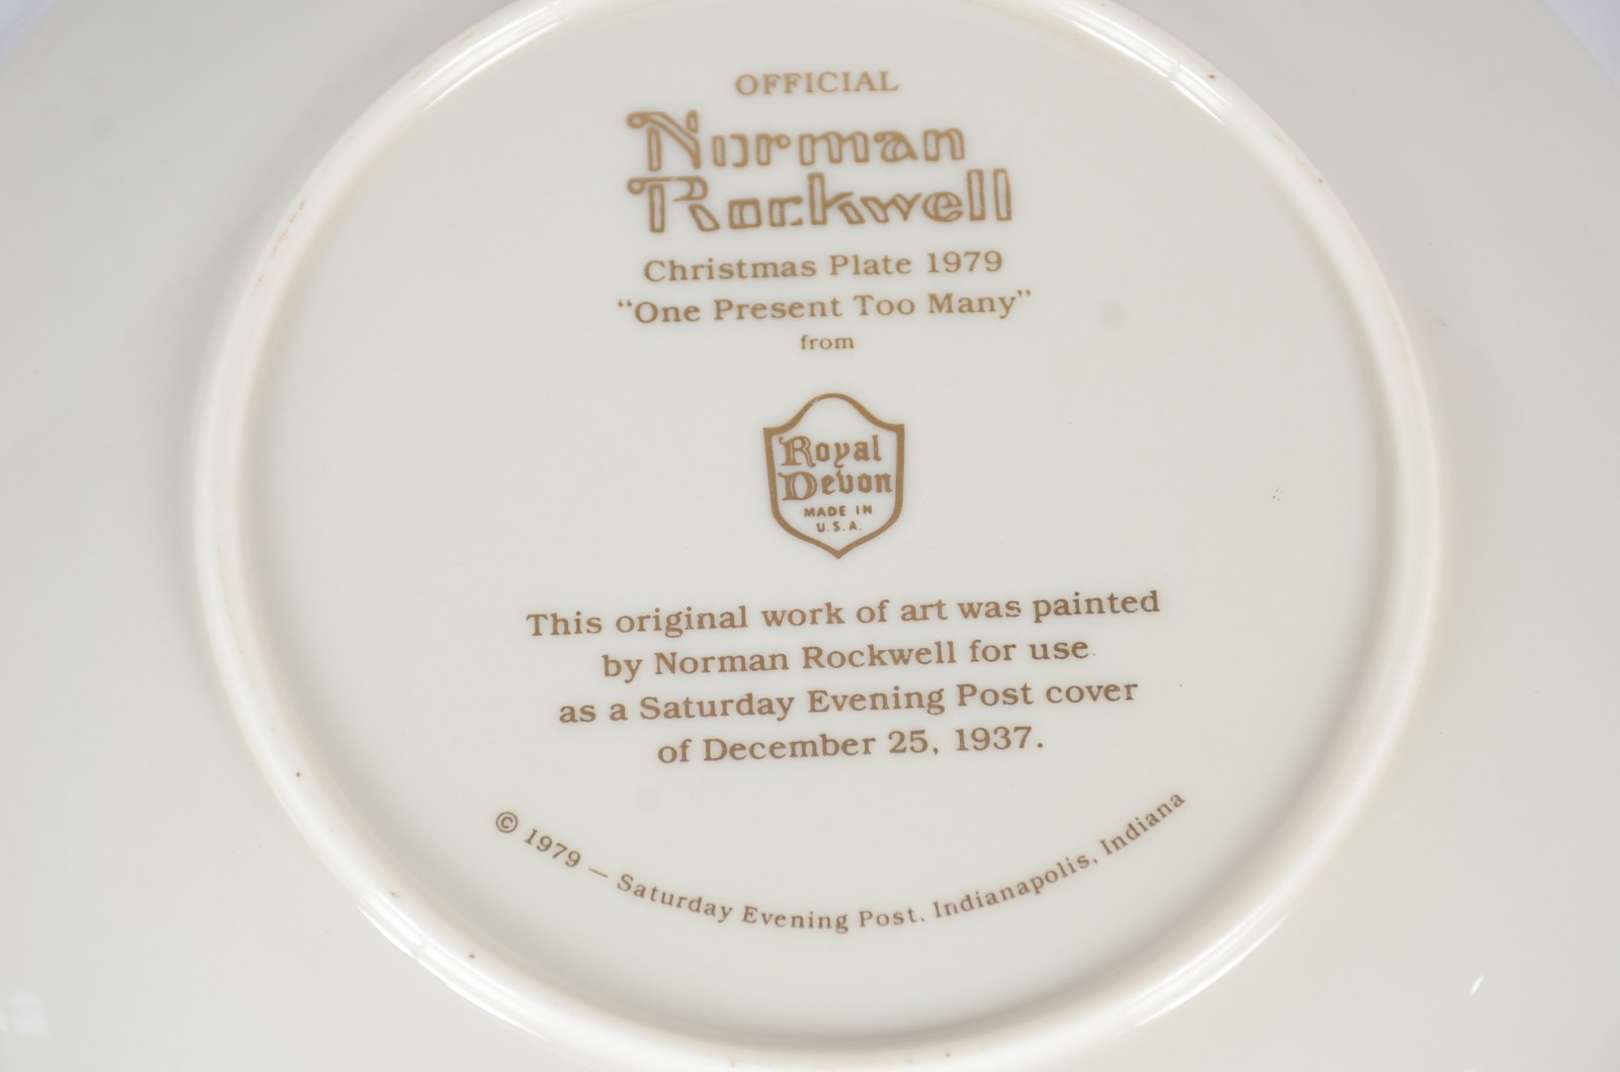 OFFICIAL
Norman
Rockwell
Christmas Plate 1979
“One Present Too Many”
from
Royal
Devon
MADE IN
U.S.A.
This original work of art was painted
by Norman Rockwell for use
as a Saturday Evening Post cover
of December 25, 1937.
© 1979 — Saturday Evening Post, Indianapolis, Indiana